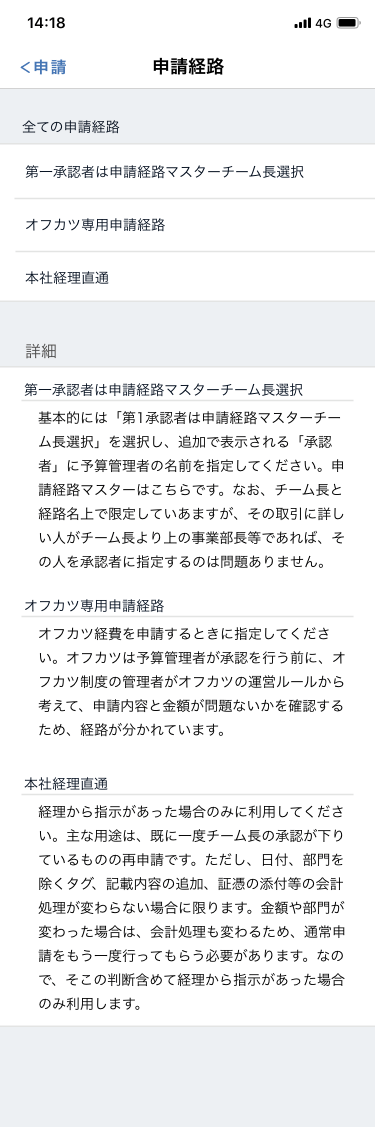 14:18
4G
<申請
申請経路
全ての申請経路
第一承認者は申請経路マスターチーム長選択
オフカツ専用申請経路
本社経理直通
詳細
第一承認者は申請経路マスターチーム長選択
基本的には「第1承認者は申請経路マスターチー
ム長選択」を選択し、追加で表示される「承認
者」に予算管理者の名前を指定してください。申
請経路マスターはこちらです。なお、チーム長と
経路名上で限定していあますが、その取引に詳し
い人がチーム長より上の事業部長等であれば、そ
の人を承認者に指定するのは問題ありません。
オフカツ専用申請経路
オフカツ経費を申請するときに指定してくださ
い。オフカツは予算管理者が承認を行う前に、オ
フカツ制度の管理者がオフカツの運営ルールから
考えて、申請内容と金額が問題ないかを確認する
ため、経路が分かれています。
本社経理直通
経理から指示があった場合のみに利用してくださ
い。主な用途は、既に一度チーム長の承認が下り
ているものの再申請です。ただし、日付、部門を
除くタグ、記載内容の追加、証憑の添付等の会計
処理が変わらない場合に限ります。金額や部門が
変わった場合は、会計処理も変わるため、通常申
請をもう一度行ってもらう必要があります。なの
で、そこの判断含めて経理から指示があった場合
のみ利用します。